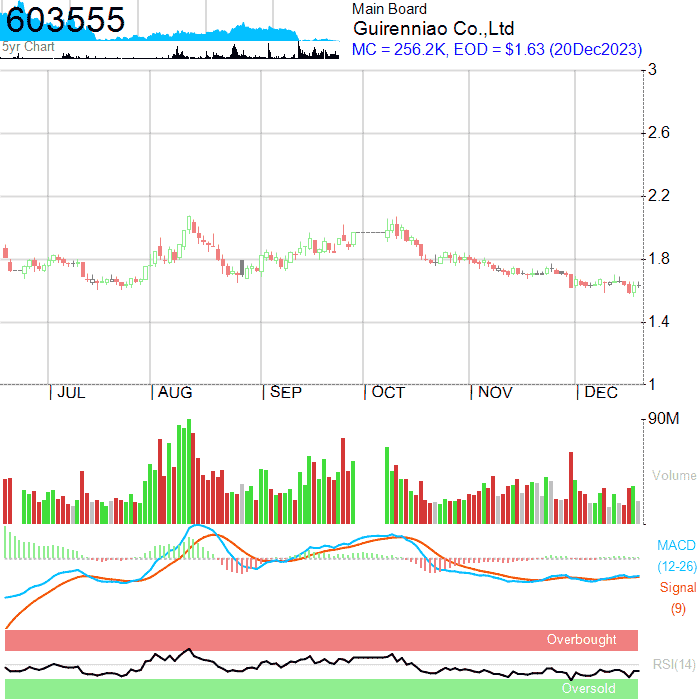 603555
5yr Chart
Main Board
Guirenniao Co.,Ltd
MC = 256.2K, EOD = $1.63 (20Dec2023)
3
2.6
2.2
1.8
1.4
1
JUL AUG SEP OCT NOV DEC
90M
Volume
MACD
(12-26)
Signal
(9)
Overbought
RSI(14)
Oversold